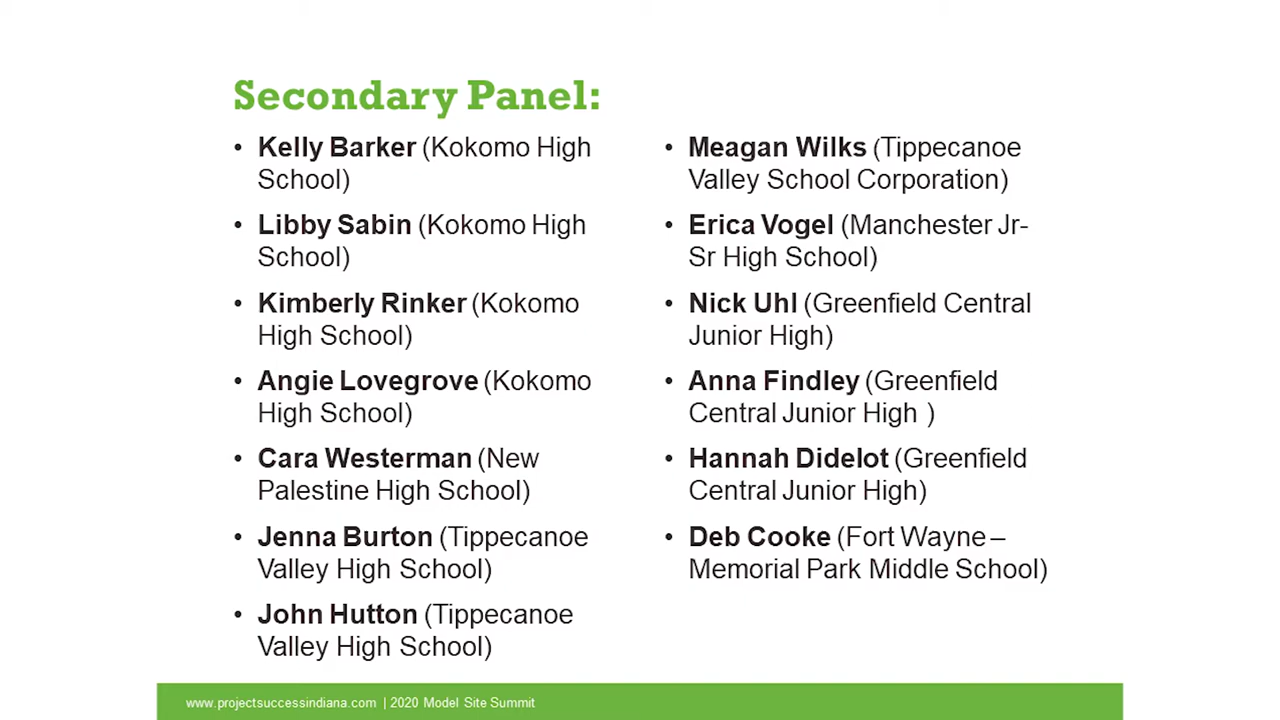 Secondary Panel:
• Kelly Barker (Kokomo High
School)
• Libby Sabin (Kokomo High
School)
• Kimberly Rinker (Kokomo
High School)
• Angie Lovegrove (Kokomo
High School)
• Cara Westerman (New
Palestine High School)
• Jenna Burton (Tippecanoe
Valley High School)
• John Hutton (Tippecanoe
Valley High School)
• Meagan Wilks (Tippecanoe
Valley School Corporation)
• Erica Vogel (Manchester Jr-
Sr High School)
• Nick Uhl (Greenfield Central
Junior High)
• Anna Findley (Greenfield
Central Junior High )
• Hannah Didelot (Greenfield
Central Junior High)
• Deb Cooke (Fort Wayne –
Memorial Park Middle School)
www.projectsuccessindiana.com | 2020 Model Site Summit